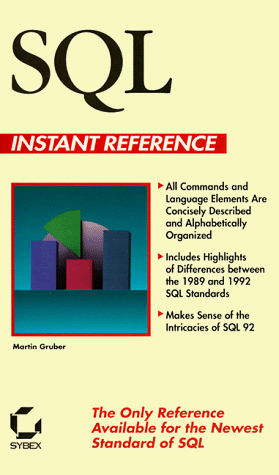 SQL
INSTANT REFERENCE
All Commands and
Language Elements Are
Concisely Described
and Alphabetically
Organized
Includes Highlights
of Differences between
the 1989 and 1992
SQL Standards
Makes Sense of the
Intricacies of SQL 92
Martin Gruber
SYBEX
The Only Reference
Available for the Newest
Standard of SQL